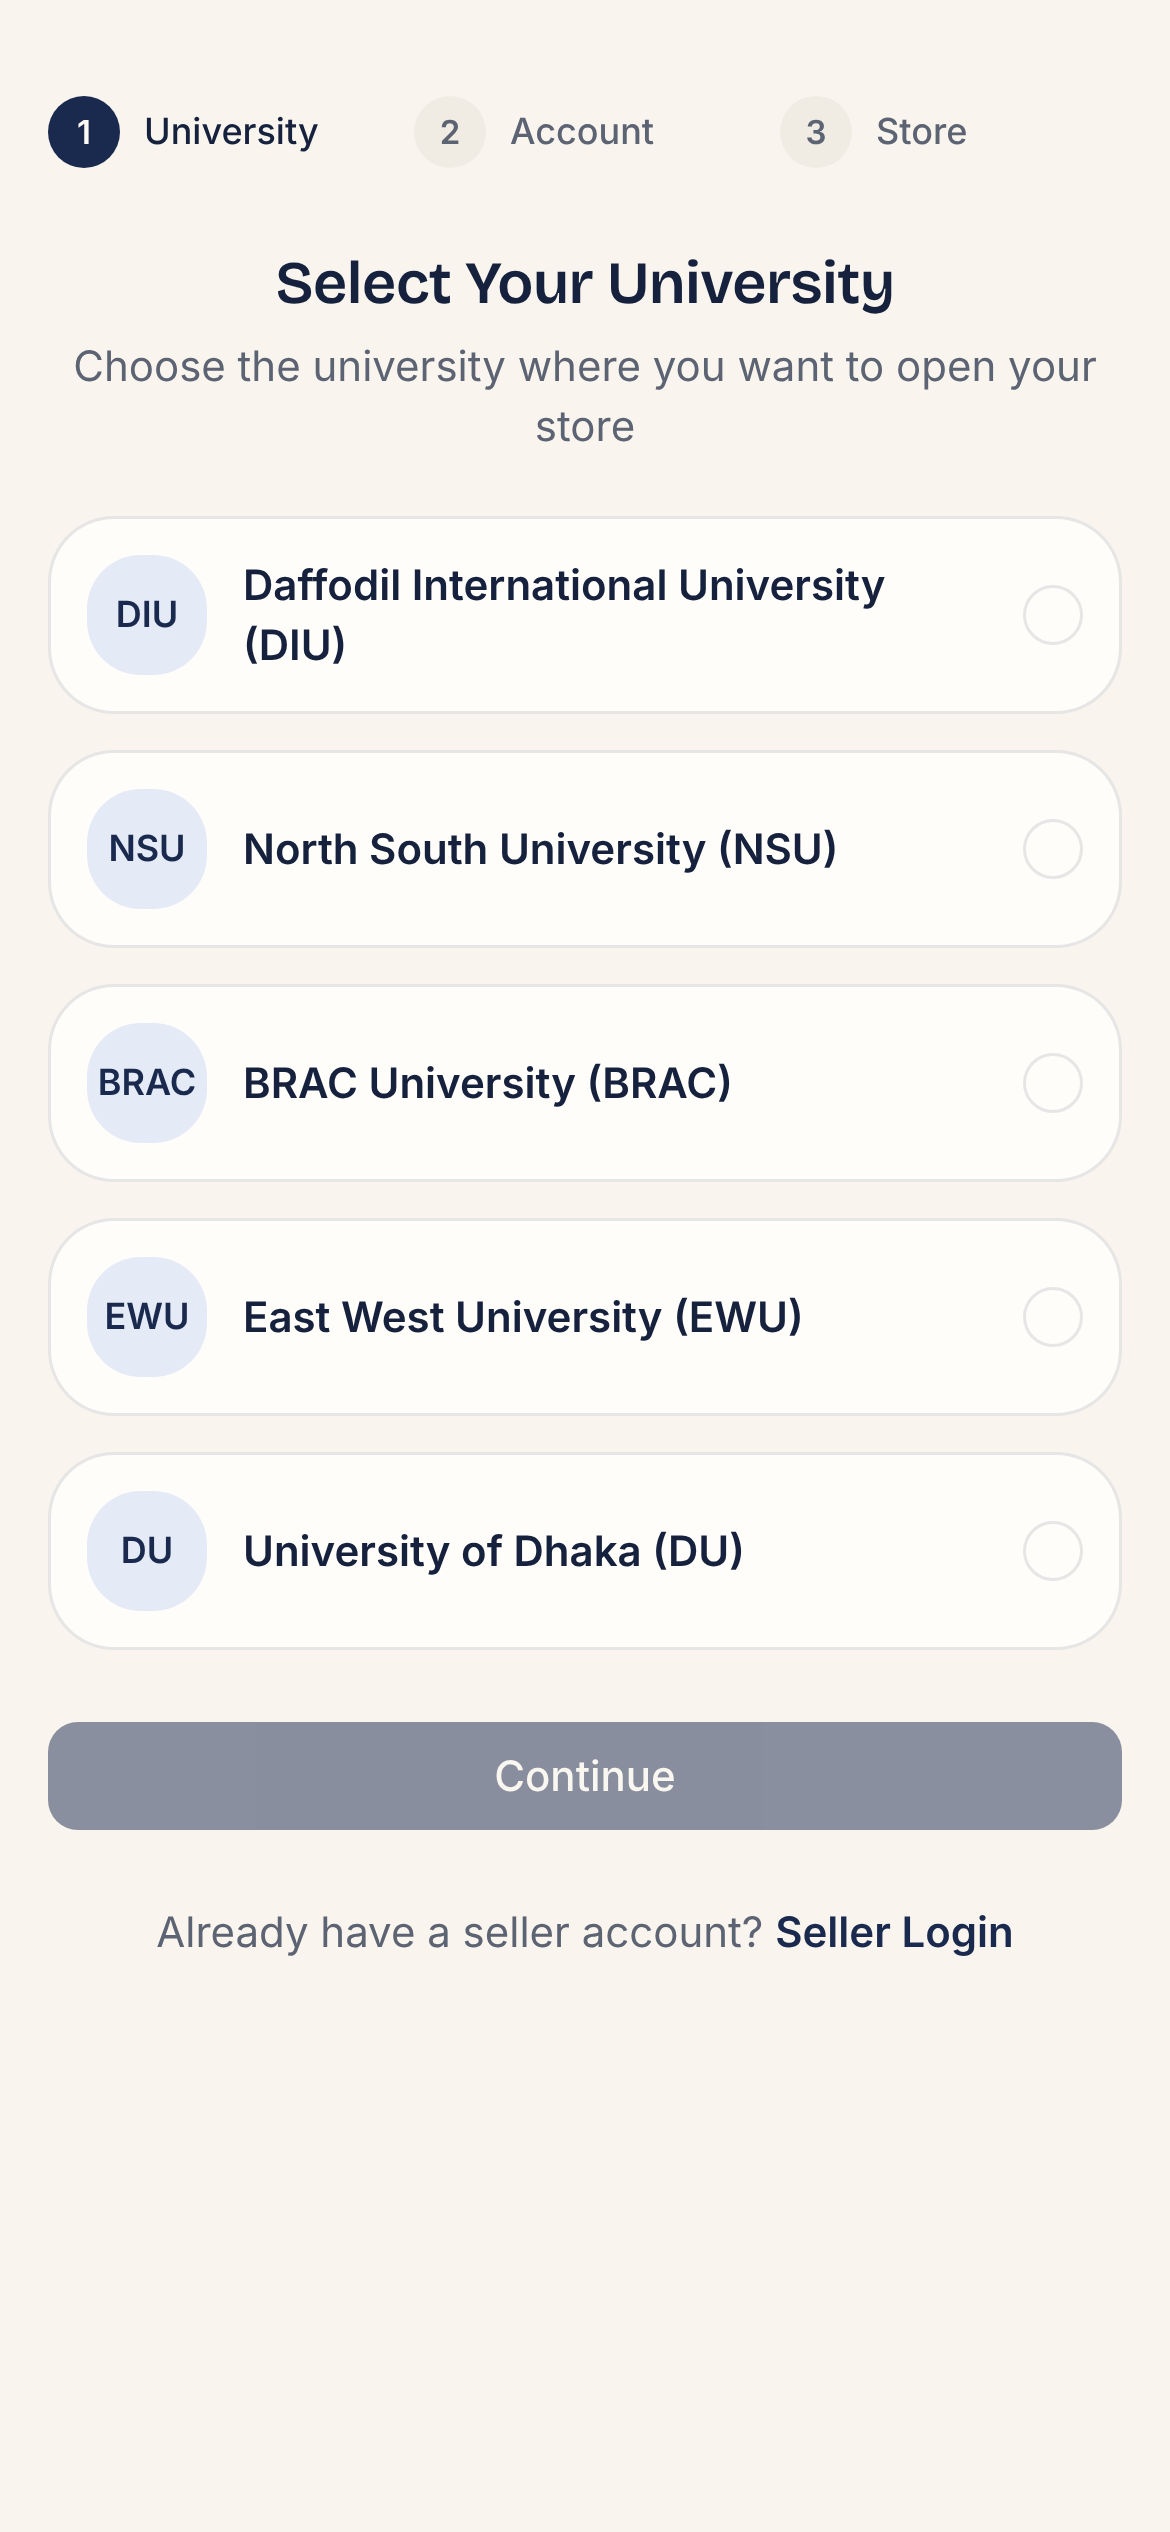 1 University 2 Account 3 Store
Select Your University
Choose the university where you want to open your
store
DIU
Daffodil International University
(DIU)
NSU North South University (NSU)
BRAC BRAC University (BRAC)
EWU East West University (EWU)
DU University of Dhaka (DU)
Continue
Already have a seller account? Seller Login